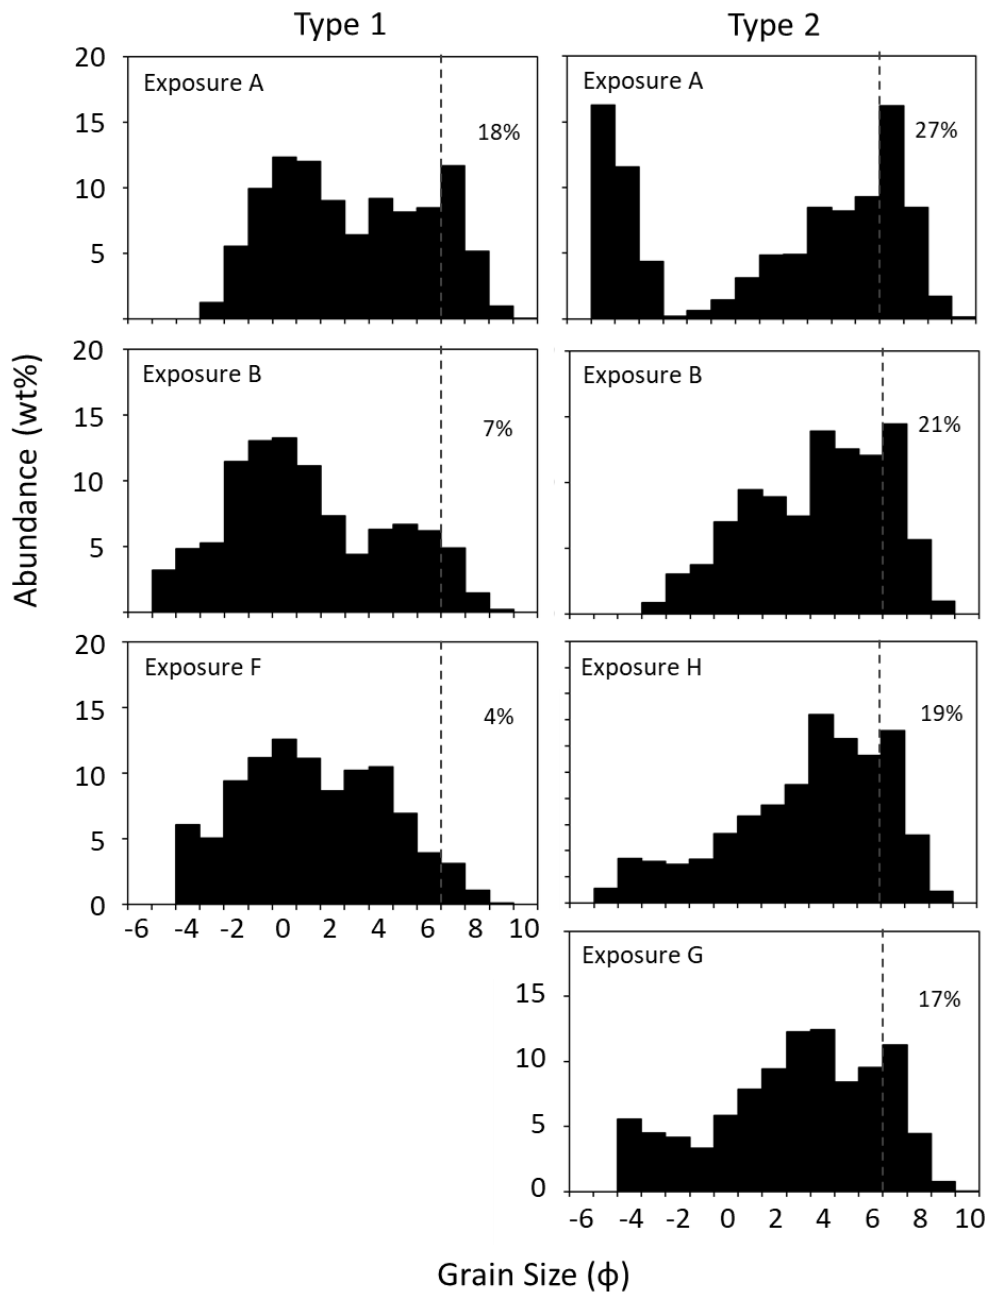 Type 1
Type 2
20
15
10
5
Exposure A
18%
Exposure A
27%
20
15
10
5
Exposure B
7%
Exposure B
21%
Abundance (wt%)
20
15
10
5
0
Exposure F
4%
Exposure H
19%
-6 -4 -2 0 2 4 6 8 10
15
10
5
0
Exposure G
17%
-6 -4 -2 0 2 4 6 8 10
Grain Size (ϕ)